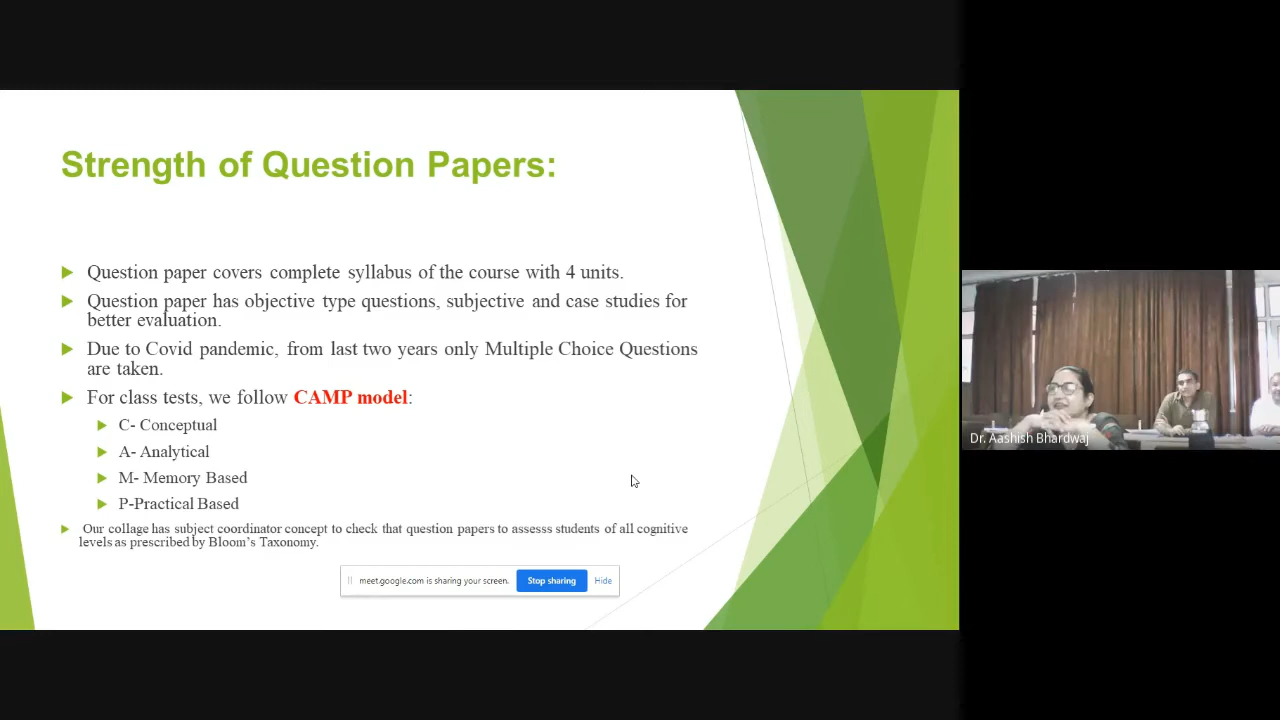 Strength of Question Papers:
Question paper covers complete syllabus of the course with 4 units.
Question paper has objective type questions, subjective and case studies for
better evaluation.
Due to Covid pandemic, from last two years only Multiple Choice Questions
are taken.
For class tests, we follow CAMP model:
C- Conceptual
A- Analytical
M- Memory Based
P-Practical Based
Our collage has subject coordinator concept to check that question papers to assesss students of all cognitive
levels as prescribed by Bloom’s Taxonomy.
meet.google.com is sharing your screen.
Stop sharing
Hide
Dr. Aashish Bhardwaj